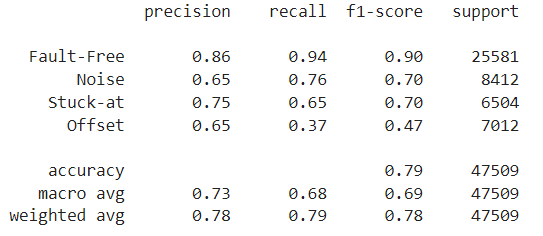 precision recall f1-score support
Fault-Free 0.86 0.94 0.90 25581
Noise 0.65 0.76 0.70 8412
Stuck-at 0.75 0.65 0.70 6504
Offset 0.65 0.37 0.47 7012
accuracy 0.79 47509
macro avg 0.73 0.68 0.69 47509
weighted avg 0.78 0.79 0.78 47509